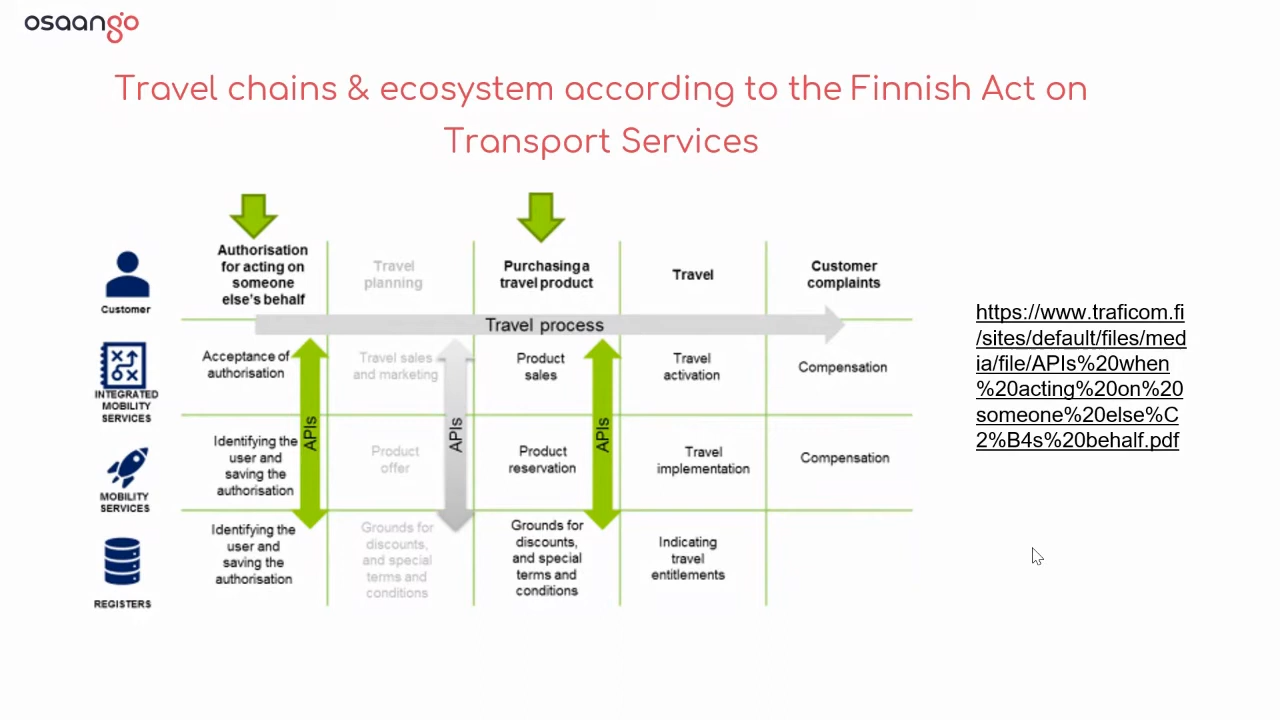 osaango
Travel chains & ecosystem according to the Finnish Act on
Transport Services
Customer
Authorisation
for acting on
someone
else's behalf
Travel
planning
Purchasing a
travel product
Travel
Customer
complaints
Travel process
INTEGRATED
MOBILITY
SERVICES
Acceptance of
authorisation
APIs
Travel sales
and marketing
APIs
Product
sales
APIs
Travel
activation
Compensation
MOBILITY
SERVICES
Identifying the
user and
saving the
authorisation
Product
offer
Product
reservation
Travel
implementation
Compensation
REGISTERS
Identifying the
user and
saving the
authorisation
Grounds for
discounts,
and special
terms and
conditions
Grounds for
discounts,
and special
terms and
conditions
Indicating
travel
entitlements
https://www.traficom.fi
/sites/default/files/med
ia/file/APIs%20when
%20acting%20on%20
someone%20else%C
2%B4s%20behalf.pdf